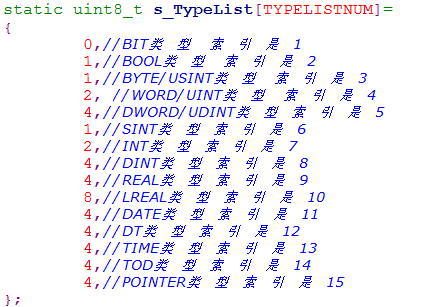 static uint8_t s_TypeList[TYPELISTNUM]=
{
0,//BIT类 型 索 引 是 1
1,//BOOL类 型 索 引 是 2
1,//BYTE/USINT类 型 索 引 是 3
2, //WORD/UINT类 型 索 引 是 4
4,//DWORD/UDINT类 型 索 引 是 5
1,//SINT类 型 索 引 是 6
2,//INT类 型 索 引 是 7
4,//DINT类 型 索 引 是 8
4,//REAL类 型 索 引 是 9
8,//LREAL类 型 索 引 是 10
4,//DATE类 型 索 引 是 11
4,//DT类 型 索 引 是 12
4,//TIME类 型 索 引 是 13
4,//TOD类 型 索 引 是 14
4,//POINTER类 型 索 引 是 15
};